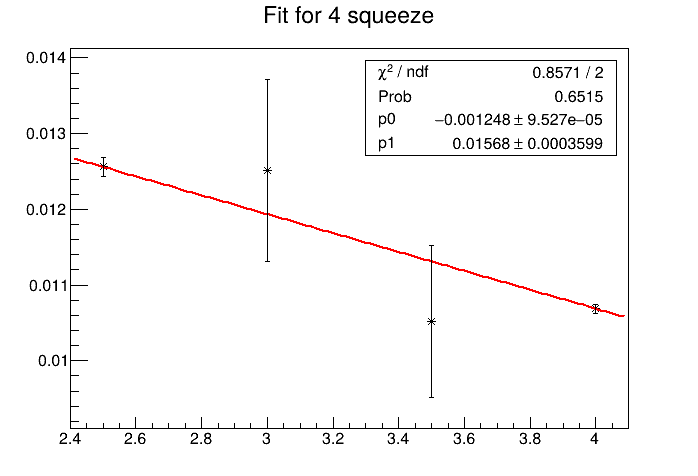 Fit for 4 squeeze
χ² / ndf 0.8571 / 2
Prob 0.6515
p0 −0.001248 ± 9.527e−05
p1 0.01568 ± 0.0003599
0.014
0.013
0.012
0.011
0.01
2.4 2.6 2.8 3 3.2 3.4 3.6 3.8 4